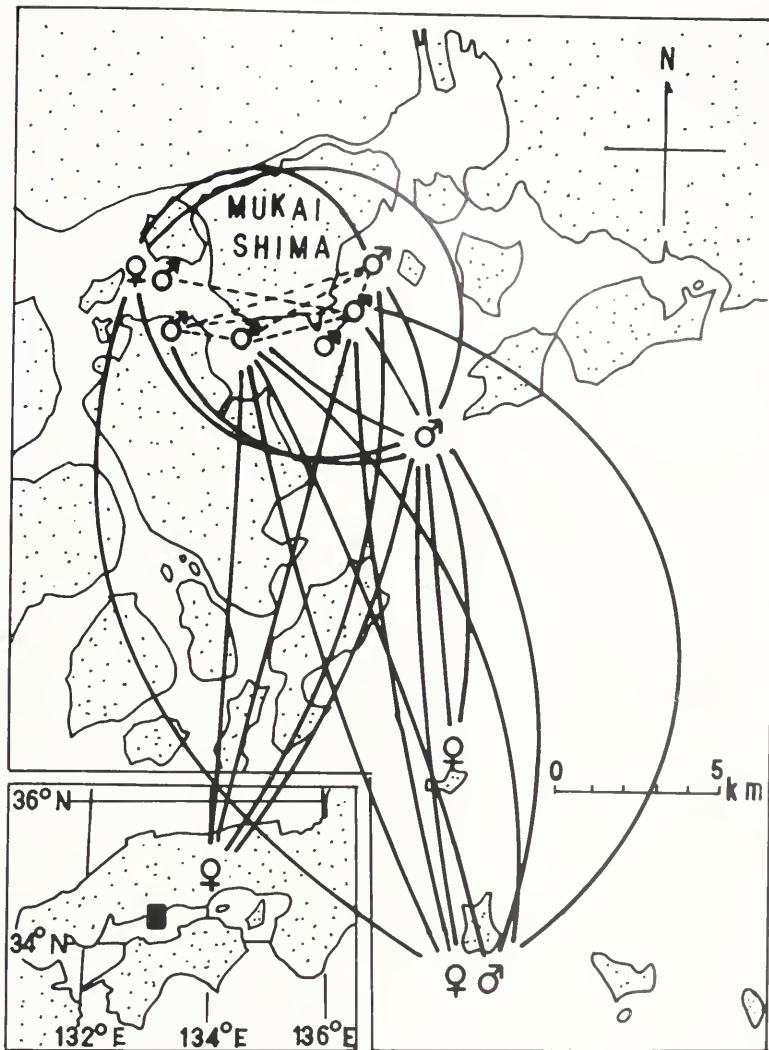 N
MUKAI
SHIMA
♀ ♂ ♂
♂ ♂ ♂ ♂
♂
♀
0 5 km
36°N
♀
34°N
♀ ♂
132°E 134°E 136°E